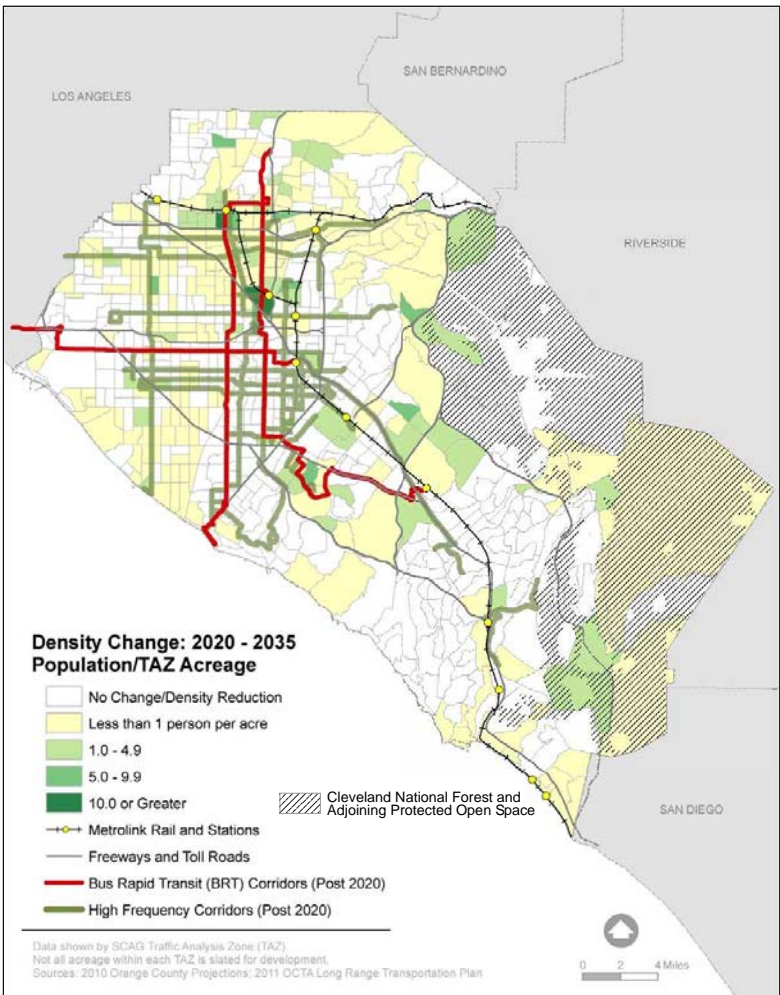 SAN BERNARDINO
LOS ANGELES
RIVERSIDE
Density Change: 2020 - 2035
Population/TAZ Acreage
No Change/Density Reduction
Less than 1 person per acre
1.0 - 4.9
5.0 - 9.9
10.0 or Greater
Cleveland National Forest and
Adjoining Protected Open Space
Metrolink Rail and Stations
Freeways and Toll Roads
Bus Rapid Transit (BRT) Corridors (Post 2020)
High Frequency Corridors (Post 2020)
SAN DIEGO
Data shown by SCAG Traffic Analysis Zone (TAZ)
Not all acreage within each TAZ is slated for development.
Sources: 2010 Orange County Projections; 2011 OCTA Long Range Transportation Plan
0 2 4 Miles